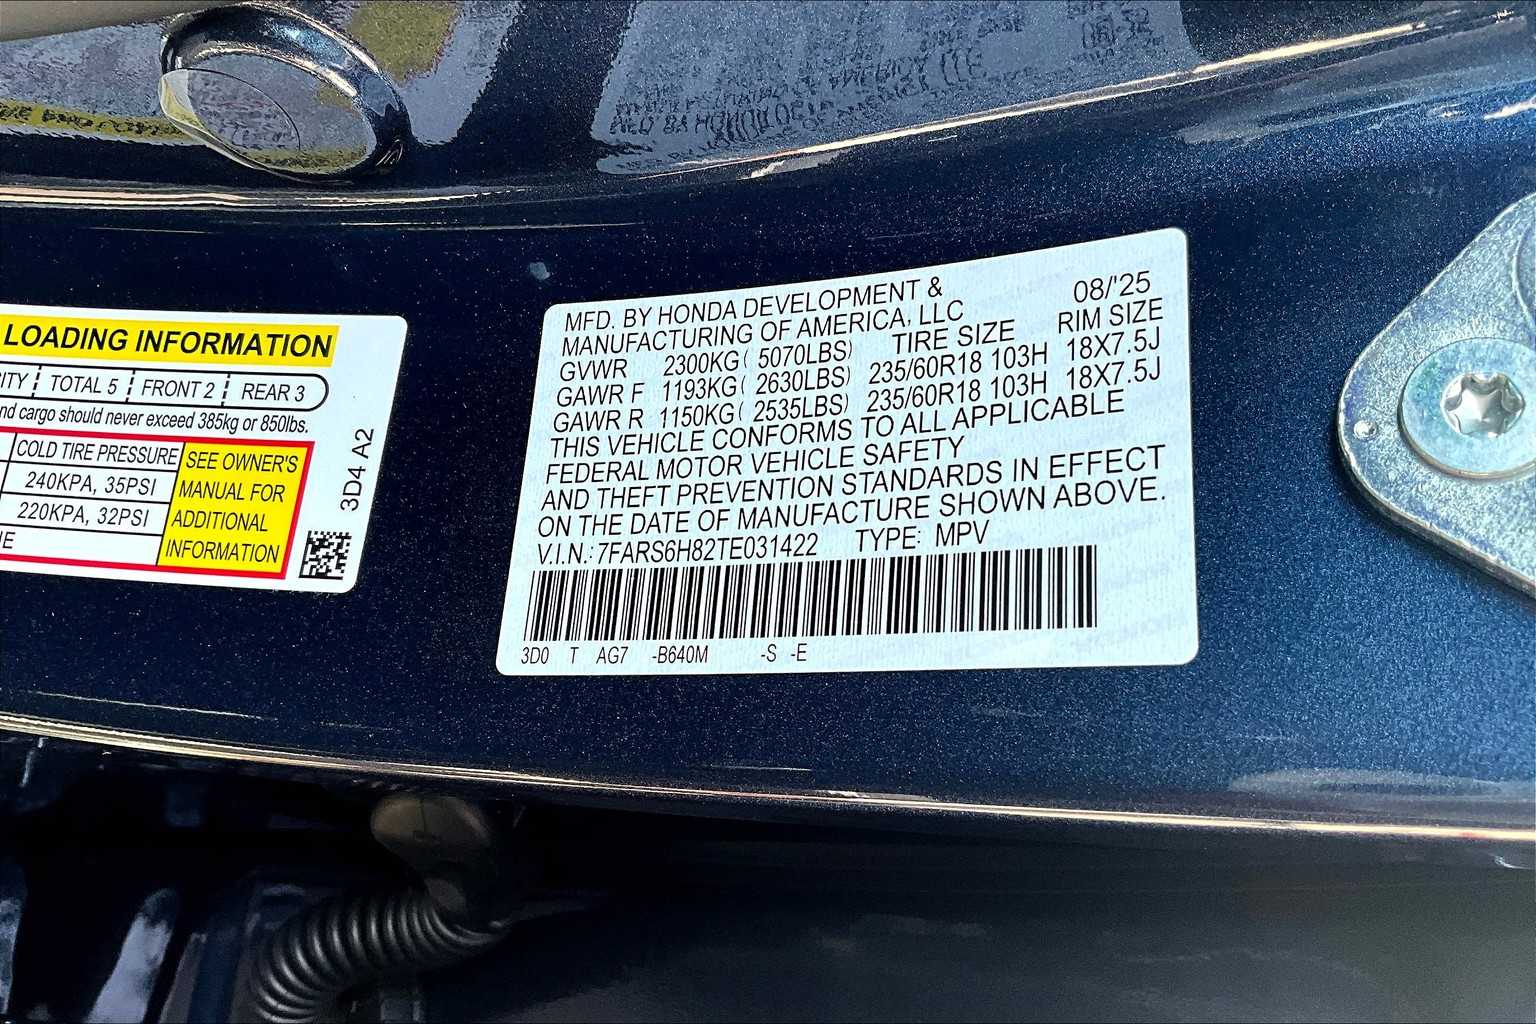 LOADING INFORMATION
ITY TOTAL 5 FRONT 2 REAR 3
nd cargo should never exceed 385kg or 850lbs.
COLD TIRE PRESSURE
240KPA, 35PSI
220KPA, 32PSI
SEE OWNER'S
MANUAL FOR
ADDITIONAL
INFORMATION
3D4 A2
MFD. BY HONDA DEVELOPMENT & 08/'25
MANUFACTURING OF AMERICA, LLC
TIRE SIZE RIM SIZE
GVWR 2300KG( 5070LBS)
GAWR F 1193KG( 2630LBS) 235/60R18 103H 18X7.5J
GAWR R 1150KG( 2535LBS) 235/60R18 103H 18X7.5J
THIS VEHICLE CONFORMS TO ALL APPLICABLE
FEDERAL MOTOR VEHICLE SAFETY
AND THEFT PREVENTION STANDARDS IN EFFECT
ON THE DATE OF MANUFACTURE SHOWN ABOVE.
V.I.N.: 7FARS6H82TE031422 TYPE: MPV
3D0 T AG7 -B640M -S -E